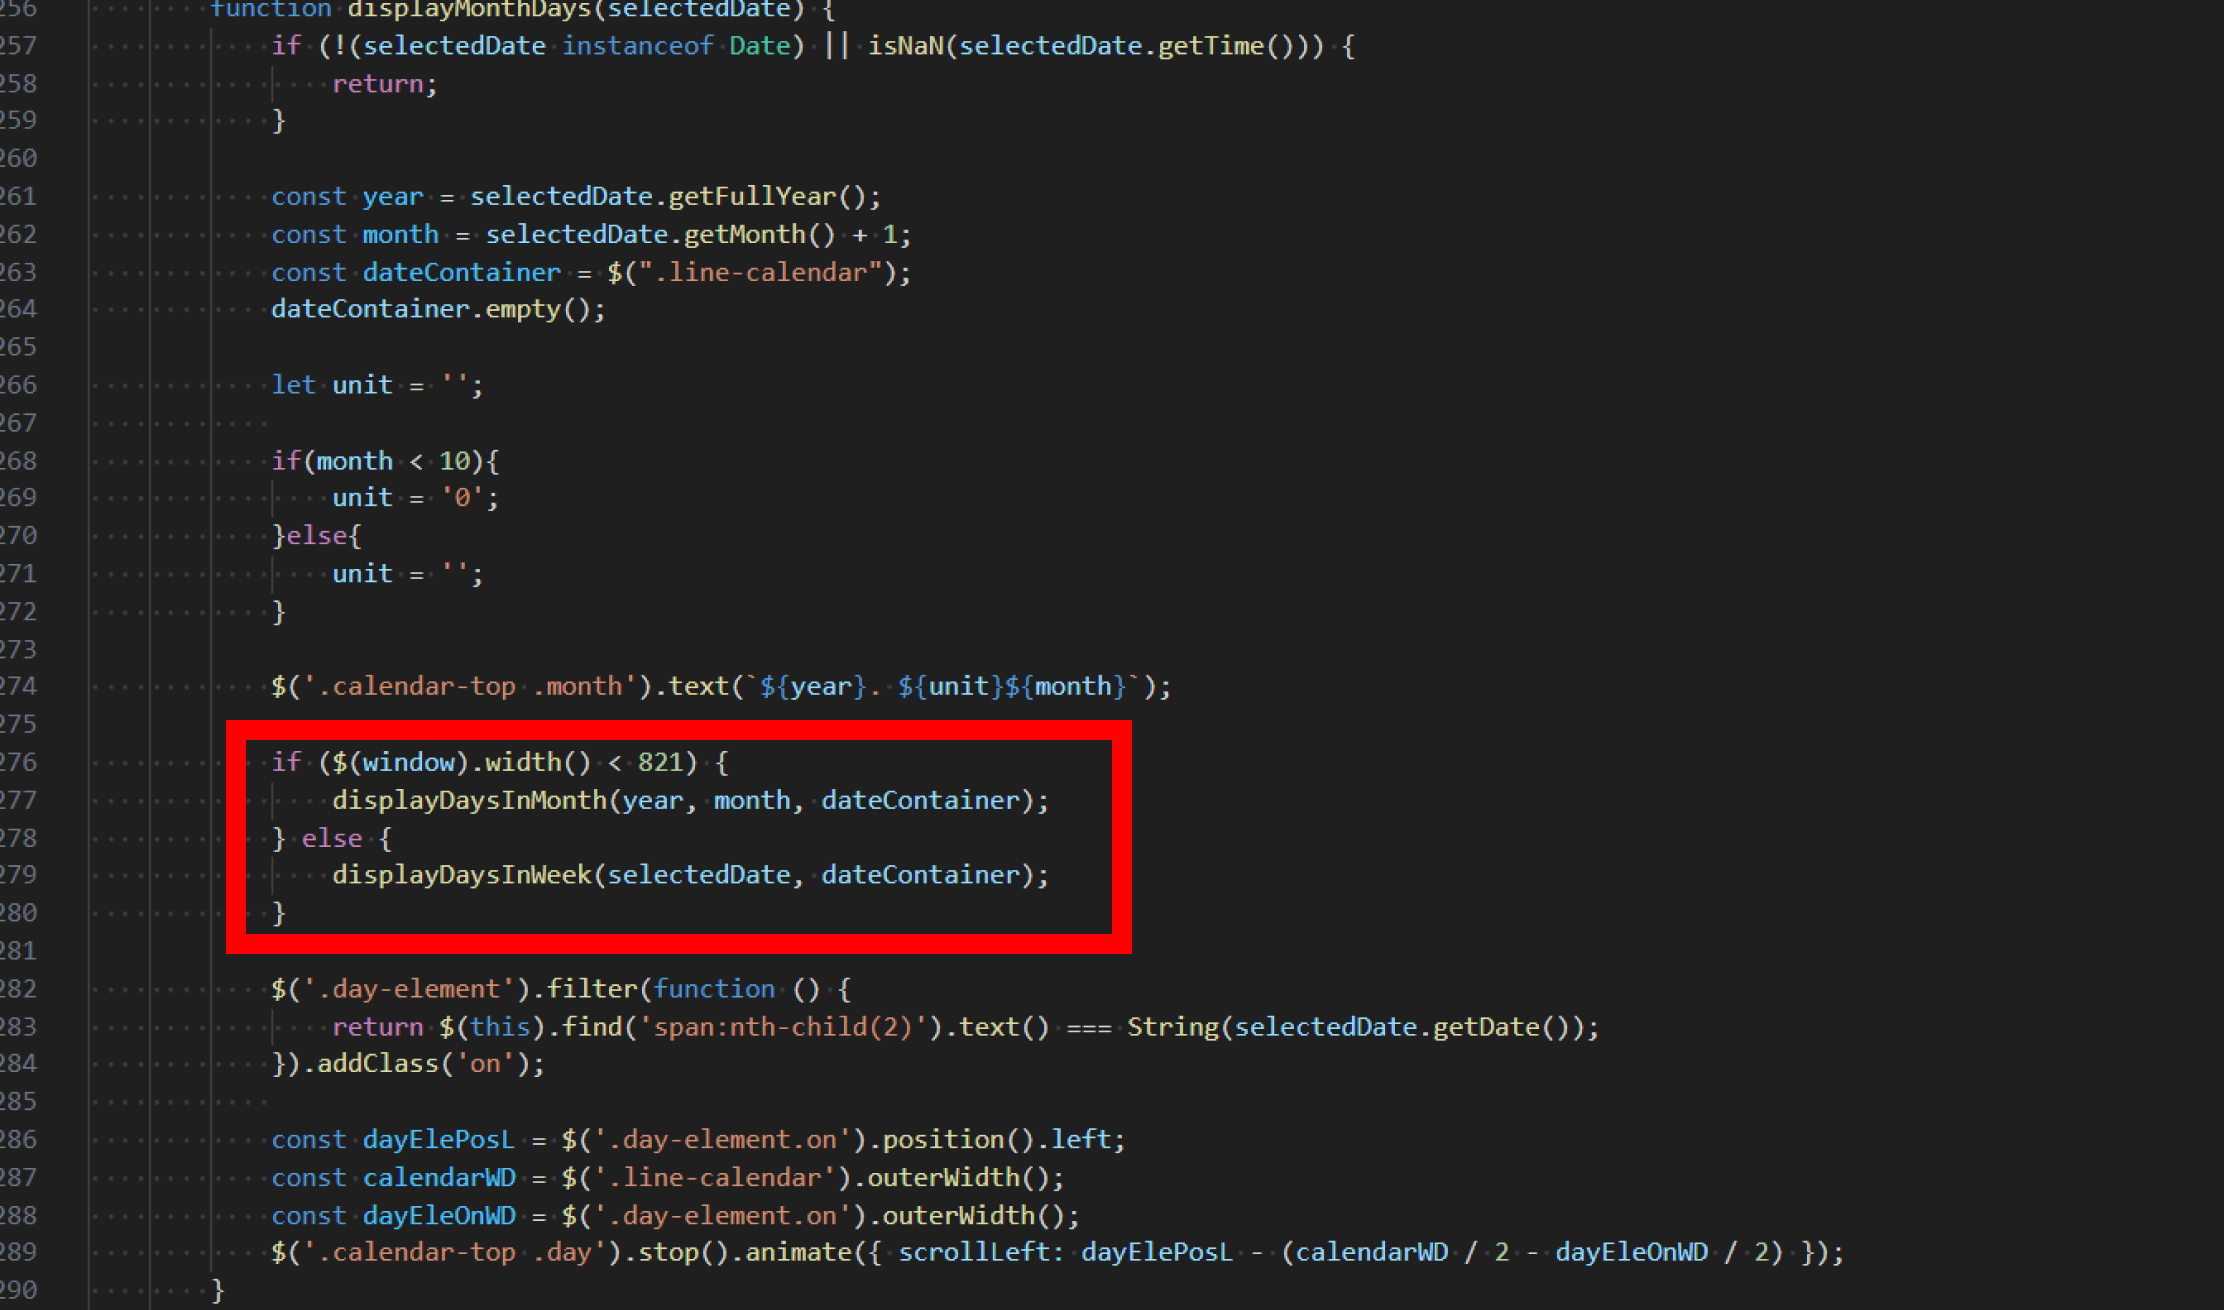 256 function displayMonthDays(selectedDate) {
257 if (!(selectedDate instanceof Date) || isNaN(selectedDate.getTime())) {
258 return;
259 }
260
261 const year = selectedDate.getFullYear();
262 const month = selectedDate.getMonth() + 1;
263 const dateContainer = $(".line-calendar");
264 dateContainer.empty();
265
266 let unit = '';
267
268 if(month < 10){
269 unit = '0';
270 }else{
271 unit = '';
272 }
273
274 $('.calendar-top .month').text(`${year}. ${unit}${month}`);
275
276 if ($(window).width() < 821) {
277 displayDaysInMonth(year, month, dateContainer);
278 } else {
279 displayDaysInWeek(selectedDate, dateContainer);
280 }
281
282 $('.day-element').filter(function () {
283 return $(this).find('span:nth-child(2)').text() === String(selectedDate.getDate());
284 }).addClass('on');
285
286 const dayElePosL = $('.day-element.on').position().left;
287 const calendarWD = $('.line-calendar').outerWidth();
288 const dayEleOnWD = $('.day-element.on').outerWidth();
289 $('.calendar-top .day').stop().animate({ scrollLeft: dayElePosL - (calendarWD / 2 - dayEleOnWD / 2) });
290 }